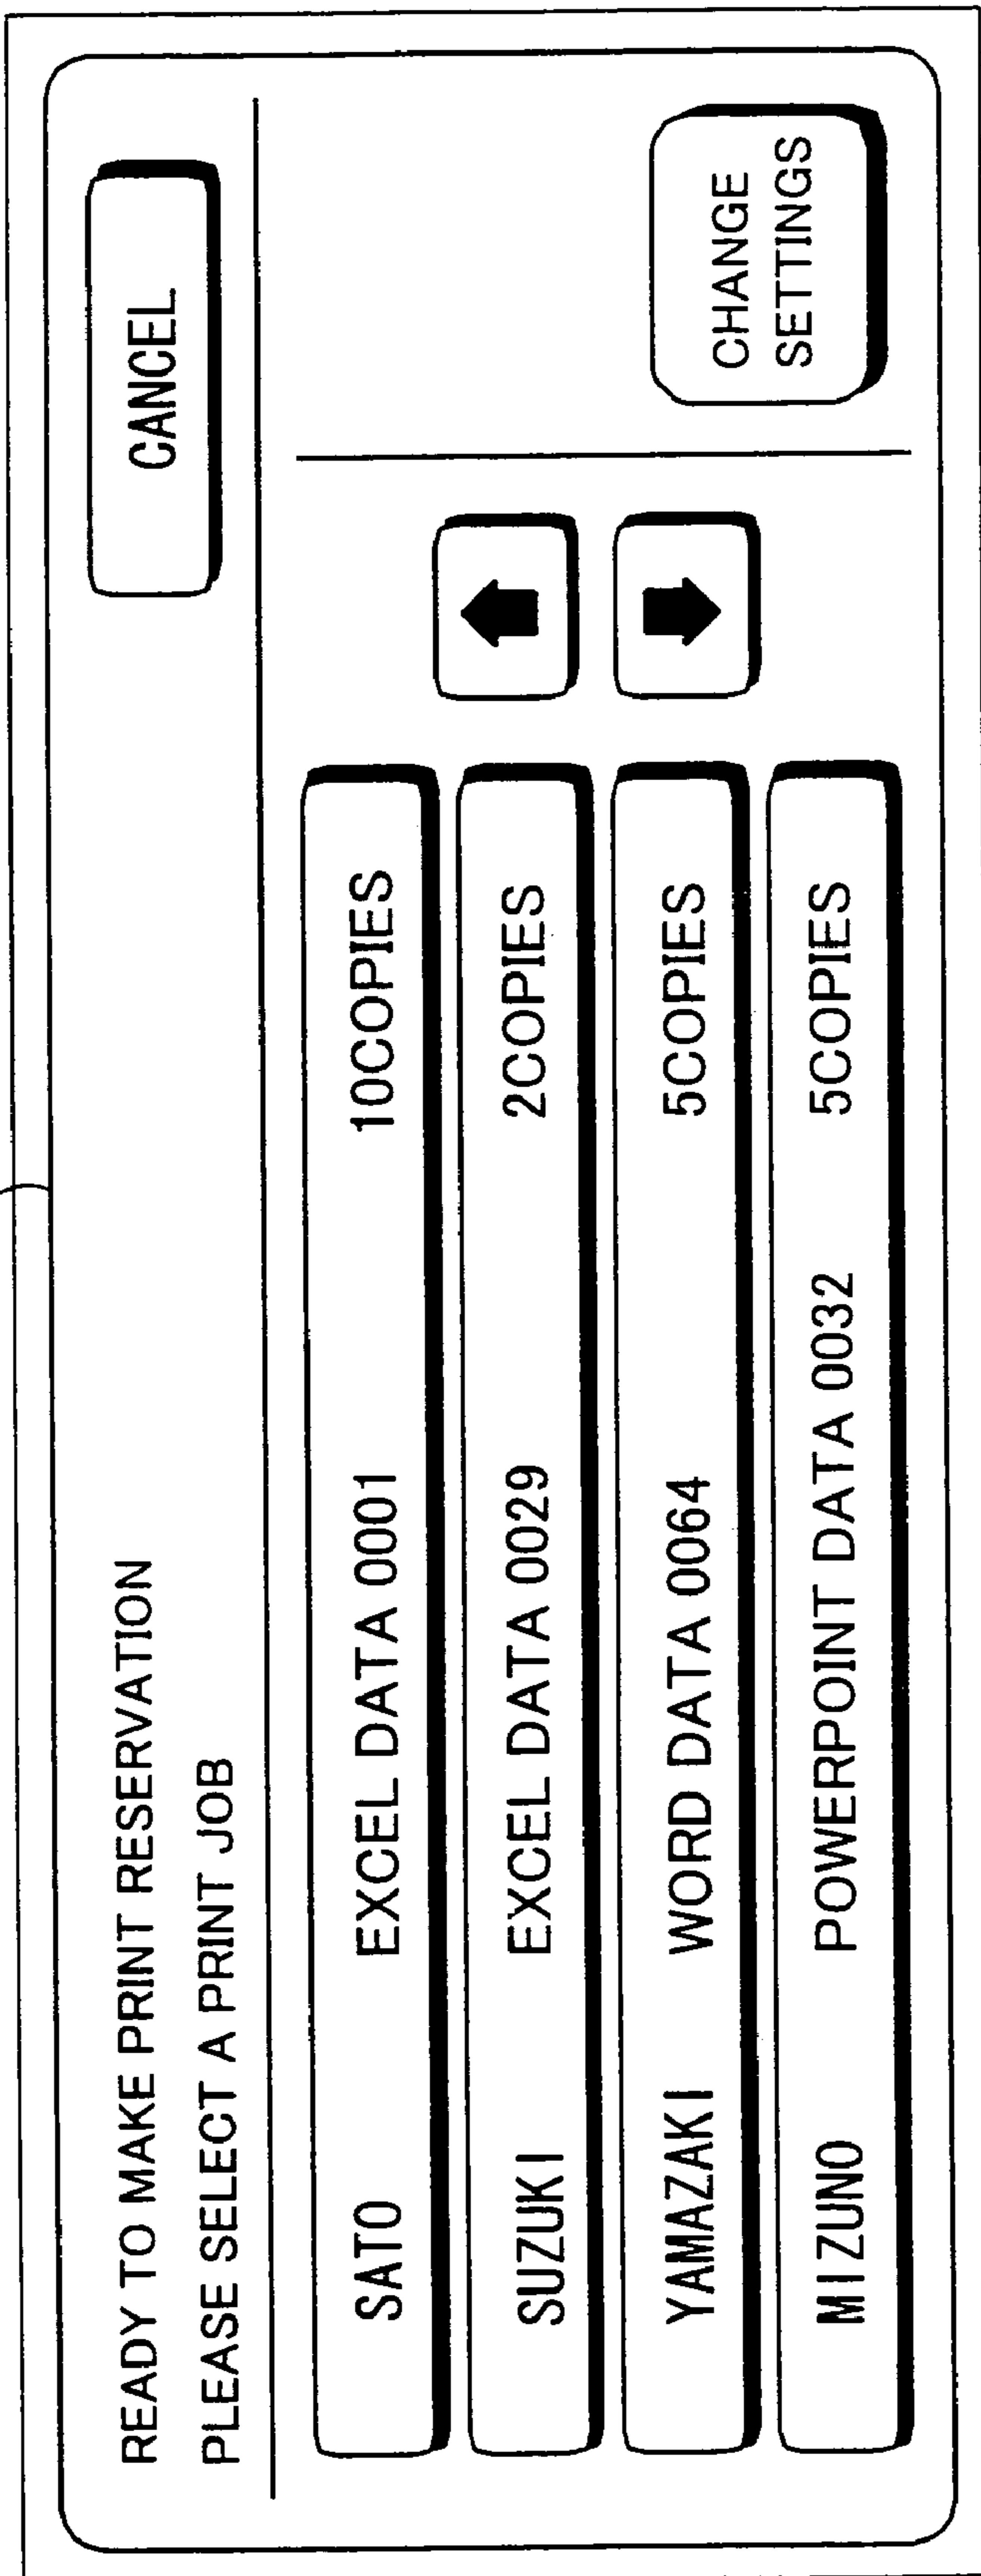 READY TO MAKE PRINT RESERVATION
PLEASE SELECT A PRINT JOB
CANCEL
SATO EXCEL DATA 0001 10COPIES
SUZUKI EXCEL DATA 0029 2COPIES
YAMAZAKI WORD DATA 0064 5COPIES
MIZUNO POWERPOINT DATA 0032 5COPIES
CHANGE
SETTINGS